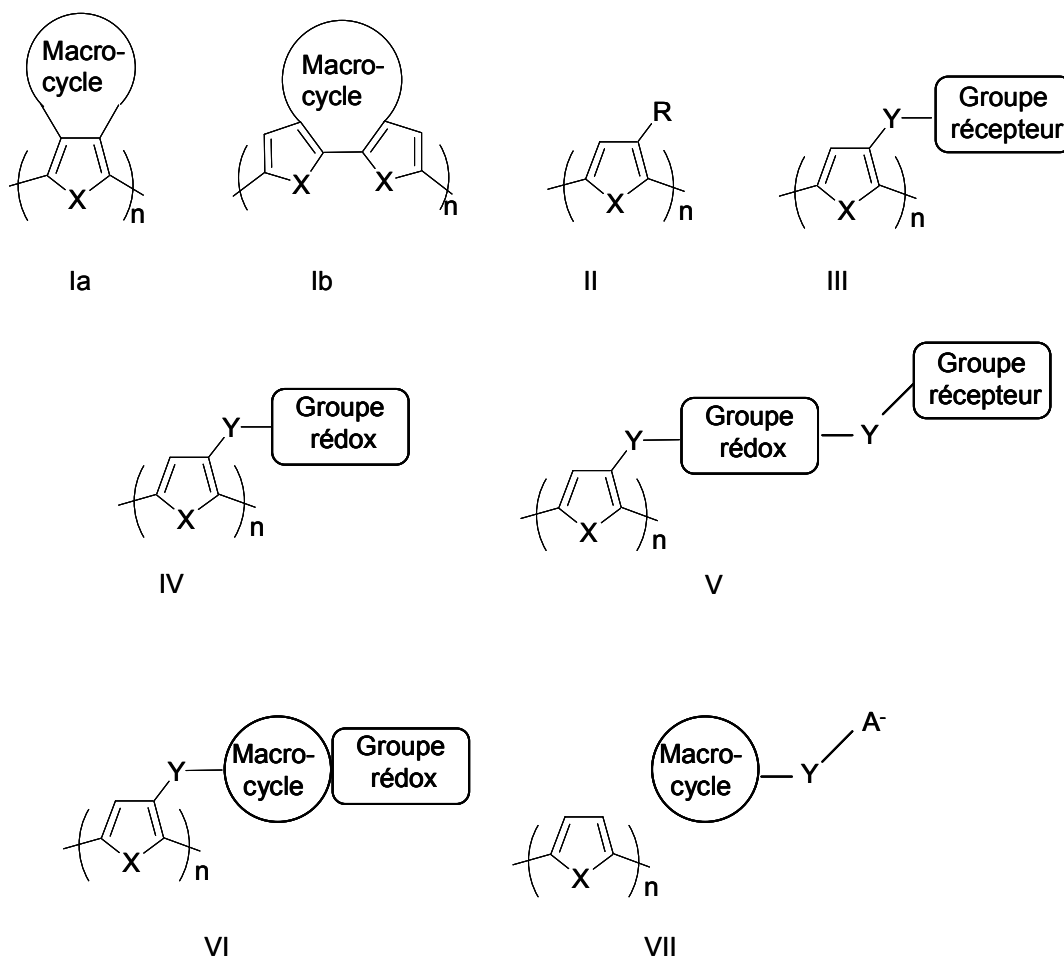 Macro-
cycle
X
n
Ia
Macro-
cycle
X
X
n
Ib
R
X
n
II
Y
Groupe
récepteur
X
n
III
Y
Groupe
rédox
X
n
IV
Y
Groupe
rédox
Y
Groupe
récepteur
X
n
V
Y
Macro-
cycle
Groupe
rédox
X
n
VI
Macro-
cycle
Y
A-
X
n
VII